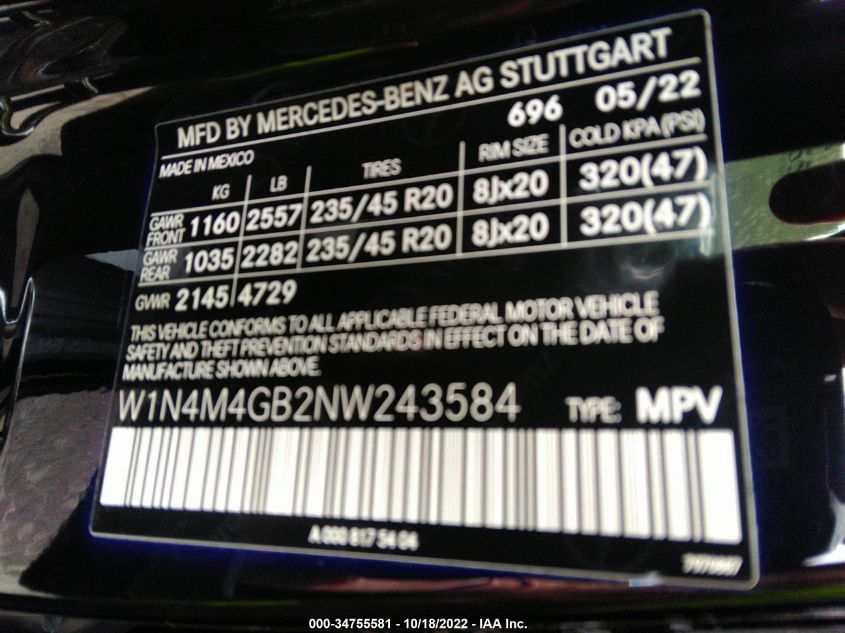 MFD BY MERCEDES-BENZ AG STUTTGART
696 05/22
MADE IN MEXICO
KG LB TIRES RIM SIZE COLD KPA (PSI)
GAWR FRONT 1160 2557 235/45 R20 8Jx20 320(47)
GAWR REAR 1035 2282 235/45 R20 8Jx20 320(47)
GVWR 2145 4729
THIS VEHICLE CONFORMS TO ALL APPLICABLE FEDERAL MOTOR VEHICLE
SAFETY AND THEFT PREVENTION STANDARDS IN EFFECT ON THE DATE OF
MANUFACTURE SHOWN ABOVE.
W1N4M4GB2NW243584 TYPE: MPV
A 000 817 54 04
000-34755581 - 10/18/2022 - IAA Inc.